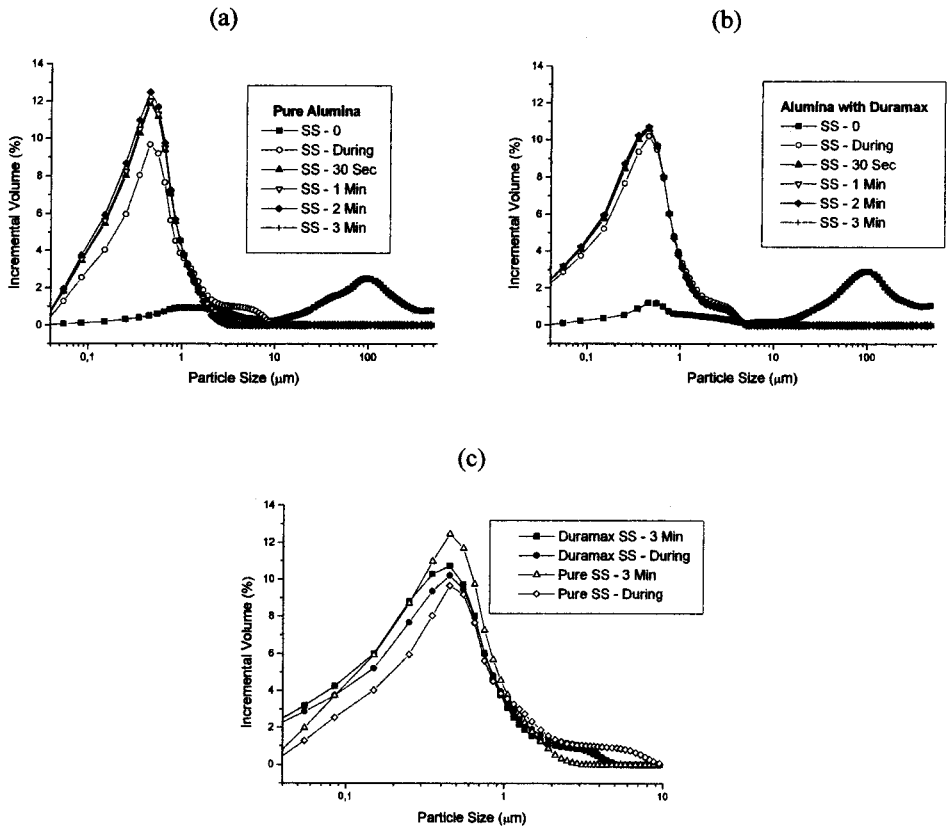 (a)
14
12
10
8
6
4
2
0
Incremental Volume (%)
0,1
1
10
100
Particle Size (μm)
Pure Alumina
SS - 0
SS - During
SS - 30 Sec
SS - 1 Min
SS - 2 Min
SS - 3 Min
(b)
14
12
10
8
6
4
2
0
Incremental Volume (%)
0,1
1
10
100
Particle Size (μm)
Alumina with Duramax
SS - 0
SS - During
SS - 30 Sec
SS - 1 Min
SS - 2 Min
SS - 3 Min
(c)
14
12
10
8
6
4
2
0
Incremental Volume (%)
0,1
1
10
Particle Size (μm)
Duramax SS - 3 Min
Duramax SS - During
Pure SS - 3 Min
Pure SS - During